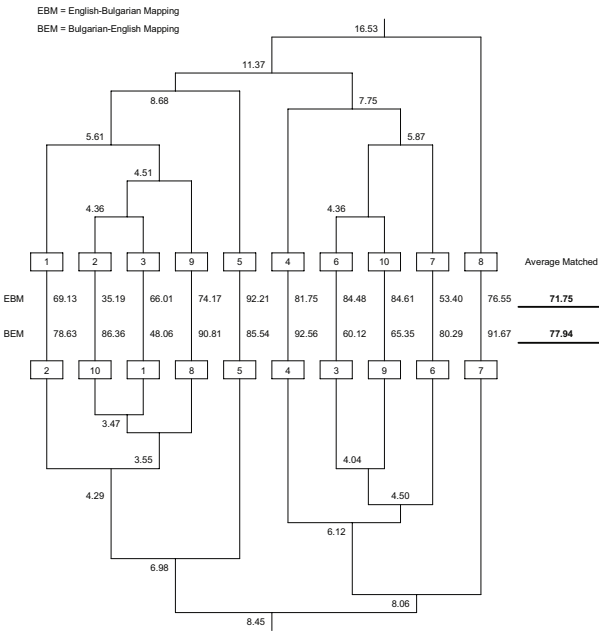 EBM = English-Bulgarian Mapping
BEM = Bulgarian-English Mapping
16.53
11.37
8.68
7.75
5.61
5.87
4.51
4.36 4.36
1 2 3 9 5 4 6 10 7 8 Average Matched
EBM 69.13 35.19 66.01 74.17 92.21 81.75 84.48 84.61 53.40 76.55 71.75
BEM 78.63 86.36 48.06 90.81 85.54 92.56 60.12 65.35 80.29 91.67 77.94
2 10 1 8 5 4 3 9 6 7
3.47
3.55 4.04
4.29 4.50
6.12
6.98
8.06
8.45